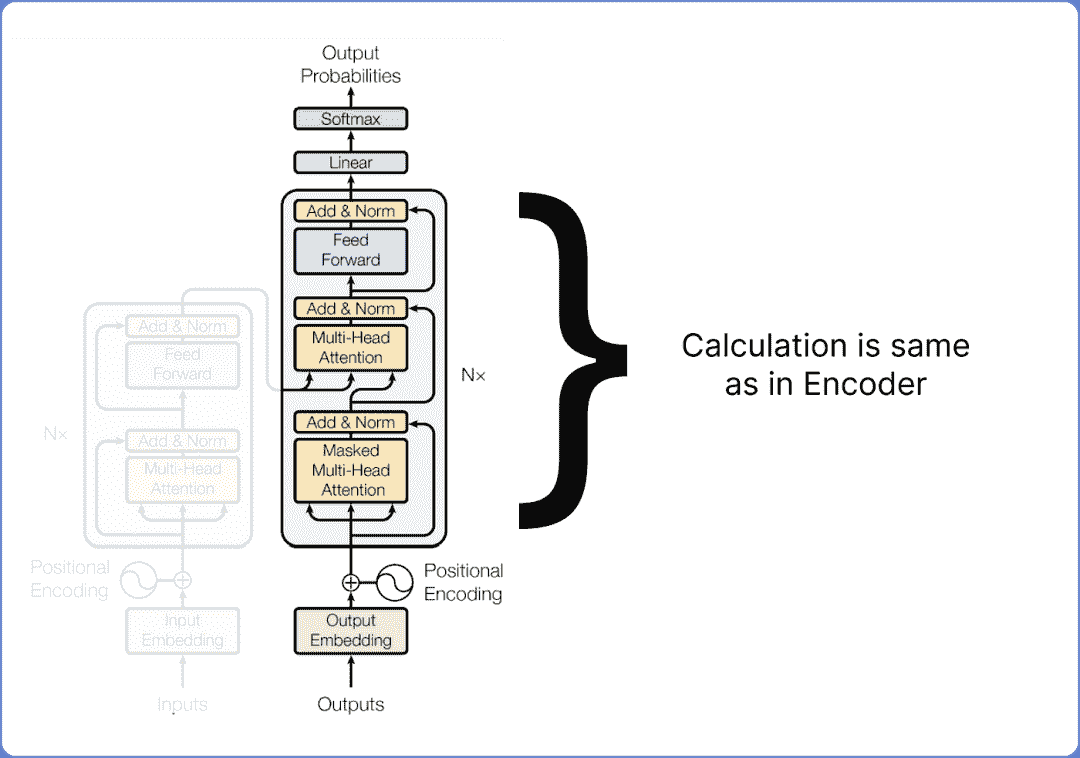 Output
Probabilities
Softmax
Linear
Add & Norm
Feed
Forward
Add & Norm
Multi-Head
Attention
Nx
Add & Norm
Masked
Multi-Head
Attention
Positional
Encoding
Output
Embedding
Outputs
Add & Norm
Feed
Forward
Nx
Add & Norm
Multi-Head
Attention
Positional
Encoding
Input
Embedding
Inputs
}
Calculation is same
as in Encoder